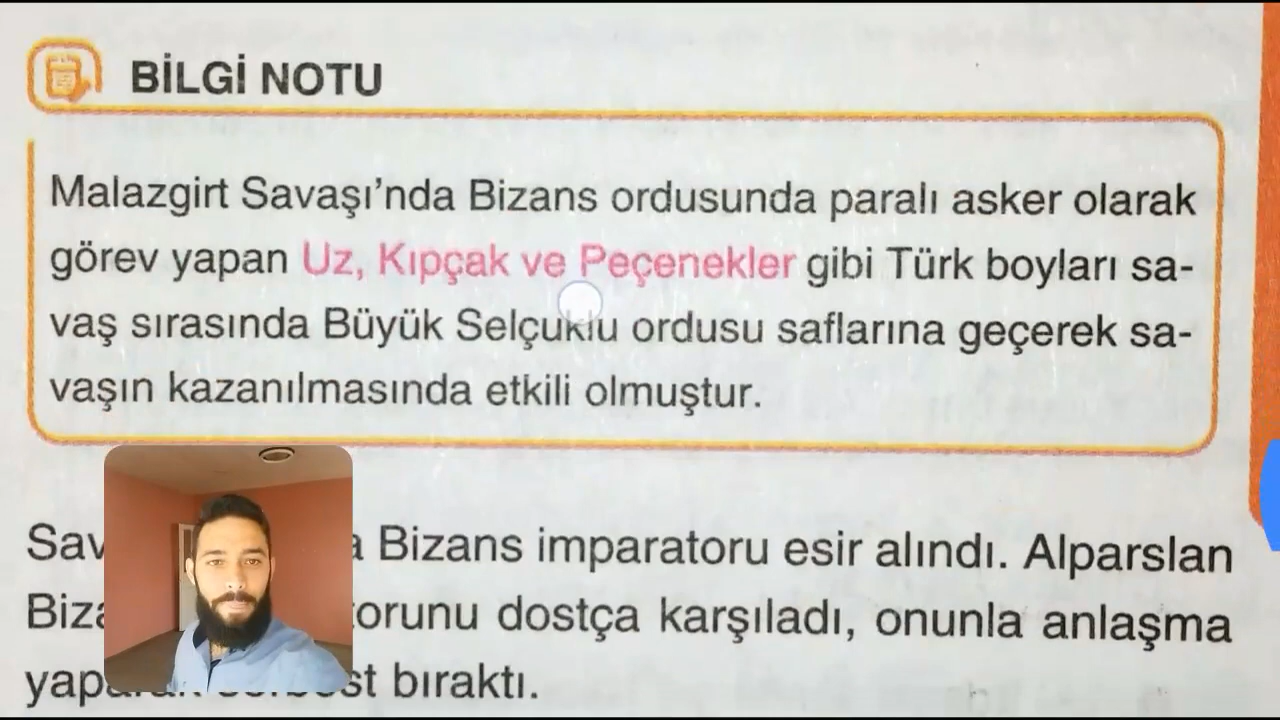 BİLGİ NOTU
Malazgirt Savaşı'nda Bizans ordusunda paralı asker olarak
görev yapan Uz, Kıpçak ve Peçenekler gibi Türk boyları sa-
vaş sırasında Büyük Selçuklu ordusu saflarına geçerek sa-
vaşın kazanılmasında etkili olmuştur.
Bizans imparatoru esir alındı. Alparslan
dostça karşıladı, onunla anlaşma
bıraktı.